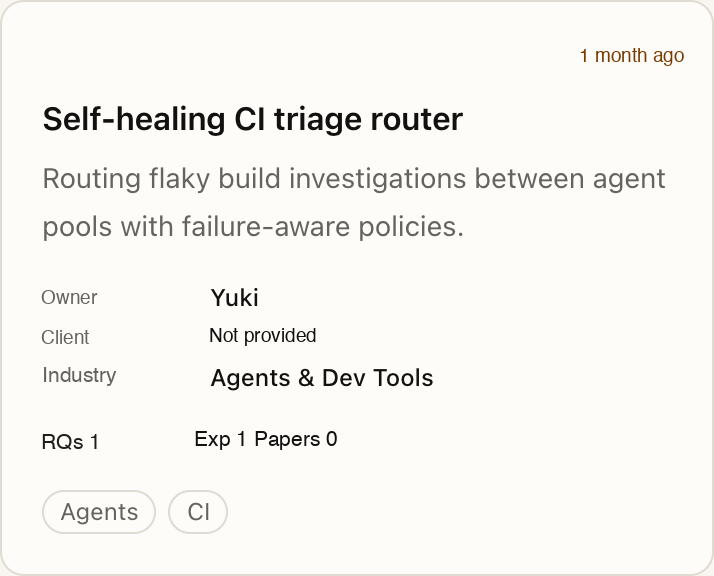 1 month ago
Self-healing CI triage router
Routing flaky build investigations between agent
pools with failure-aware policies.
Owner Yuki
Client Not provided
Industry Agents & Dev Tools
RQs 1 Exp 1 Papers 0
Agents CI